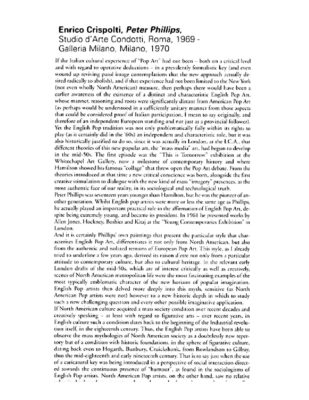 Enrico Crispolti, Peter Phillips,
Studio d'Arte Condotti, Roma, 1969 -
Galleria Milano, Milano, 1970
If the Italian cultural experience of "Pop Art" had not been – both on a critical level
and with regard to operative deductions – in a prevalently formalistic key (and even
wound up reviving past image contaminations that the new approach actually de-
sired radically to abolish), and if that experience had not been limited to the New York
(not even wholly North American) measure, then perhaps there would have been a
earlier awareness of the existence of a distinct and characteristic English Pop Art,
whose manner, reasoning and roots were significantly distant from American Pop Art
(as perhaps would be understood in a sufficiently unitary manner from those aspects
that could be considered proof of Italian participation, I mean to say originally, and
therefore of an independent European standing and not just as a provincial follower).
Yet the English Pop tradition was not only problematically fully within its rights to
play (as it certainly did in the '60s) an independent and characteristic role, but it was
also historically justified to do so, since it was actually in London, at the I.C.A., that
different theories of this new popular art, the 'mass media' art, had begun to develop
in the mid-'50s. The first episode was the "This is Tomorrow" exhibition at the
Whitechapel Art Gallery, now a milestone of contemporary history and where
Hamilton showed his famous "collage" that threw open the Pop Art debate. From the
theories introduced at that time a new critical conscience was born, alongside the first
creative stimulation to dialogue with the new kind of mass "imagery" practices, as the
most authentic face of our reality, in its sociological and technological truth.
Peter Phillips was seventeen years younger than Hamilton, but he was the pioneer of an-
other generation. Whilst English pop artists were more or less the same age as Phillips,
he actually played an important practical role in the affirmation of English Pop Art, de-
spite being extremely young, and became its president. In 1961 he presented works by
Allen Jones, Hockney, Boshier and Kitaj at the "Young Contemporaries Exhibition" in
London.
And it is certainly Phillips' own paintings that present the particular style that char-
acterises English Pop Art, differentiates it not only from North American, but also
from the authentic and isolated tensions of European Pop Art. This style, as I already
tried to underline a few years ago, derived its raison d'etre not only from a particular
attitude to contemporary culture, but also to cultural heritage. In the relevant early
London drafts of the mid-'50s, which are of interest critically as well as creatively,
scenes of North American metropolitan life were the most fascinating examples of the
most typically emblematic character of the new horizons of popular imagination.
English Pop artists then delved more deeply into this myth, sensitive (as North
American Pop artists were not) however to a new historic depth in which to study
such a new challenging question and every other possible imaginative application.
If North American culture acquired a mass society condition over recent decades and
creatively speaking – at least with regard to figurative arts – over recent years, in
English culture such a condition dates back to the beginning of the Industrial revolu-
tion itself, in the eighteenth century. Thus, the English Pop artists have been able to
observe the mass mythologies of North American society as a doubtlessly new reper-
tory but of a condition with historic foundations, in the sphere of figurative culture,
dating back even to Hogarth, Bunbury, Cruickshank, from Rowlandson to Gillray,
thus the mid-eighteenth and early nineteenth century. That is to say just when the use
of a caricatural key was being introduced in a perspective of social interaction direct-
ed towards the continuous presence of "humour", as found in the sociologisms of
English Pop artists. North American Pop artists, on the other hand, saw no relative